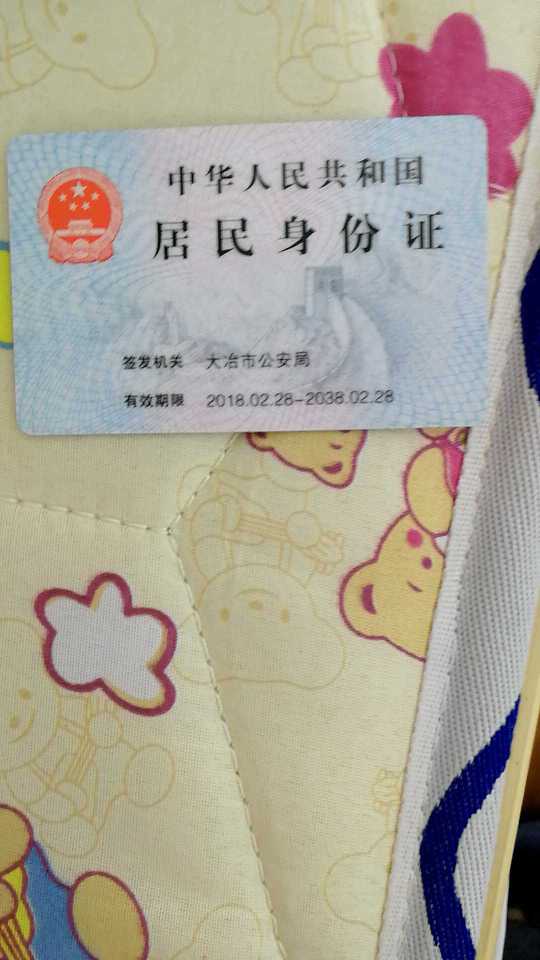 中华人民共和国
居民身份证
签发机关 大冶市公安局
有效期限 2018.02.28-2038.02.28